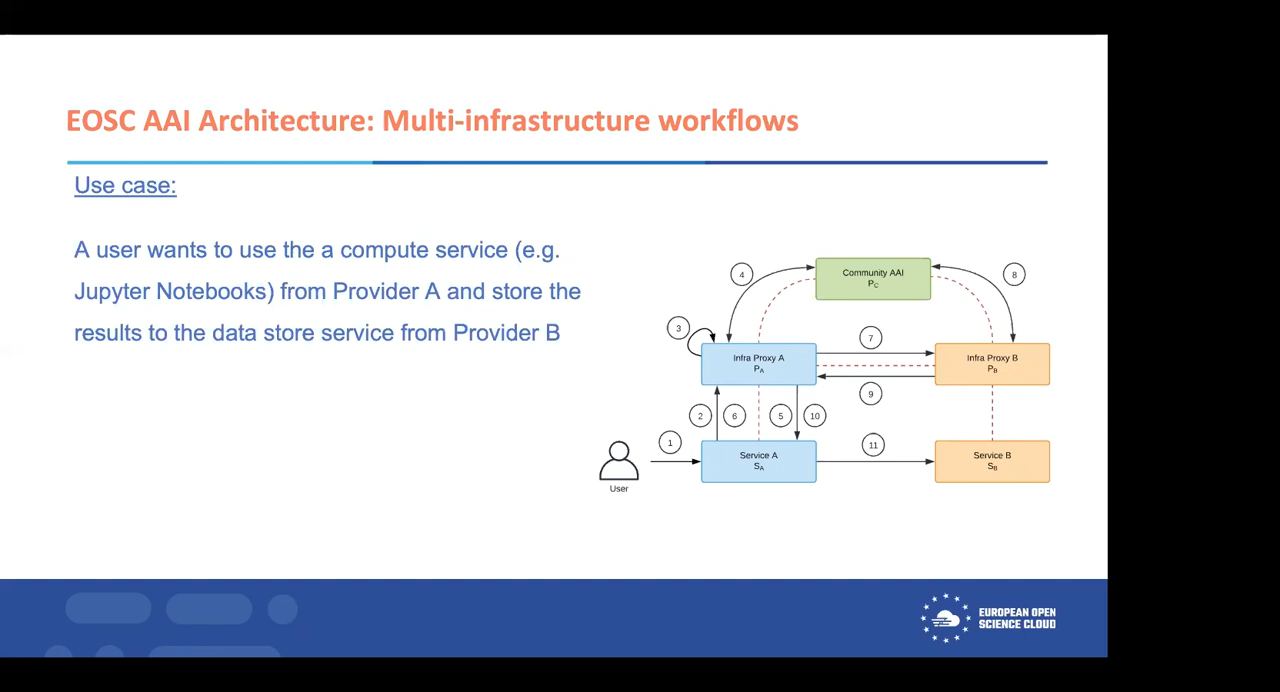 EOSC AAI Architecture: Multi-infrastructure workflows
Use case:
A user wants to use the a compute service (e.g.
Jupyter Notebooks) from Provider A and store the
results to the data store service from Provider B
Community AAI
PC
4
8
3
7
Infra Proxy A
PA
Infra Proxy B
PB
9
2
6
5
10
1
11
Service A
SA
Service B
SB
User
EUROPEAN OPEN
SCIENCE CLOUD